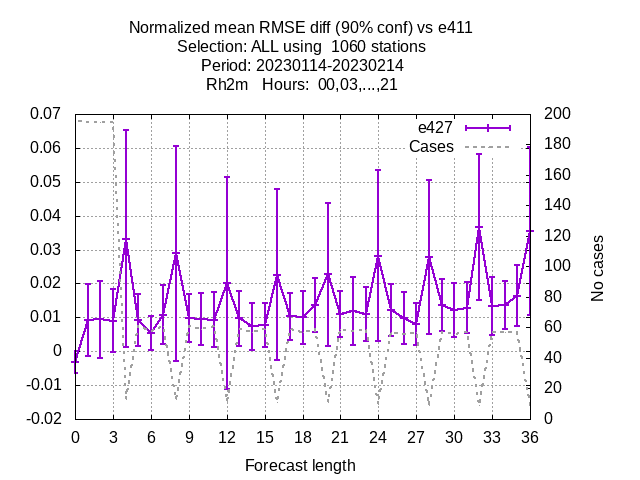 Normalized mean RMSE diff (90% conf) vs e411
Selection: ALL using  1060 stations
Period: 20230114-20230214
Rh2m   Hours:  00,03,...,21
0.07
0.06
0.05
0.04
0.03
0.02
0.01
0
-0.01
-0.02
e427
Cases
200
180
160
140
120
100
80
60
40
20
0
No cases
0 3 6 9 12 15 18 21 24 27 30 33 36
Forecast length